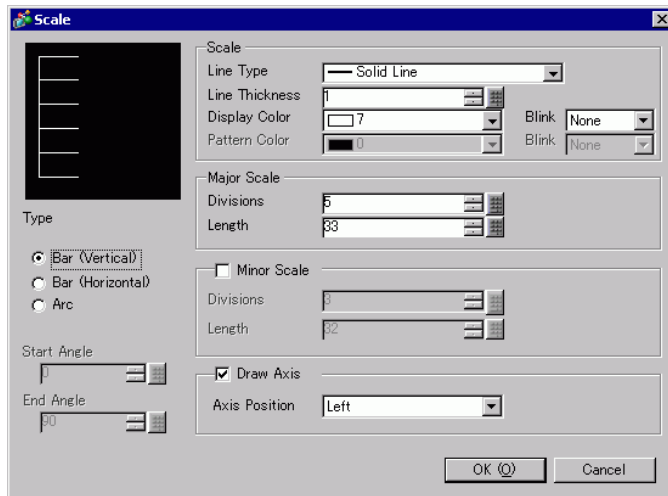 Scale
Scale
Line Type
Solid Line
Line Thickness
1
Display Color
7
Blink
None
Pattern Color
0
Blink
None
Major Scale
Divisions
5
Length
33
Type
Bar (Vertical)
Bar (Horizontal)
Arc
Minor Scale
Divisions
3
Length
32
Start Angle
0
End Angle
90
Draw Axis
Axis Position
Left
OK (O)
Cancel